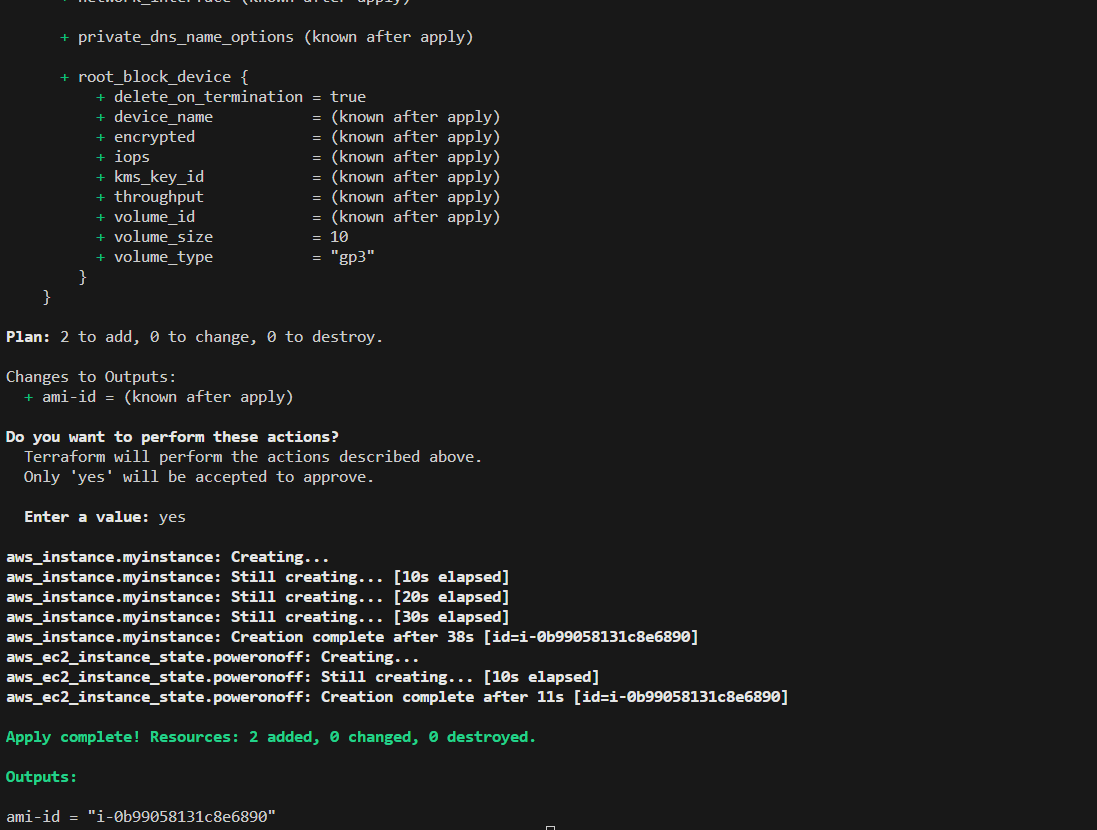 + network_interface (known after apply)
+ private_dns_name_options (known after apply)
+ root_block_device {
+ delete_on_termination = true
+ device_name = (known after apply)
+ encrypted = (known after apply)
+ iops = (known after apply)
+ kms_key_id = (known after apply)
+ throughput = (known after apply)
+ volume_id = (known after apply)
+ volume_size = 10
+ volume_type = "gp3"
}
}
Plan: 2 to add, 0 to change, 0 to destroy.
Changes to Outputs:
+ ami-id = (known after apply)
Do you want to perform these actions?
Terraform will perform the actions described above.
Only 'yes' will be accepted to approve.
Enter a value: yes
aws_instance.myinstance: Creating...
aws_instance.myinstance: Still creating... [10s elapsed]
aws_instance.myinstance: Still creating... [20s elapsed]
aws_instance.myinstance: Still creating... [30s elapsed]
aws_instance.myinstance: Creation complete after 38s [id=i-0b99058131c8e6890]
aws_ec2_instance_state.poweronoff: Creating...
aws_ec2_instance_state.poweronoff: Still creating... [10s elapsed]
aws_ec2_instance_state.poweronoff: Creation complete after 11s [id=i-0b99058131c8e6890]
Apply complete! Resources: 2 added, 0 changed, 0 destroyed.
Outputs:
ami-id = "i-0b99058131c8e6890"